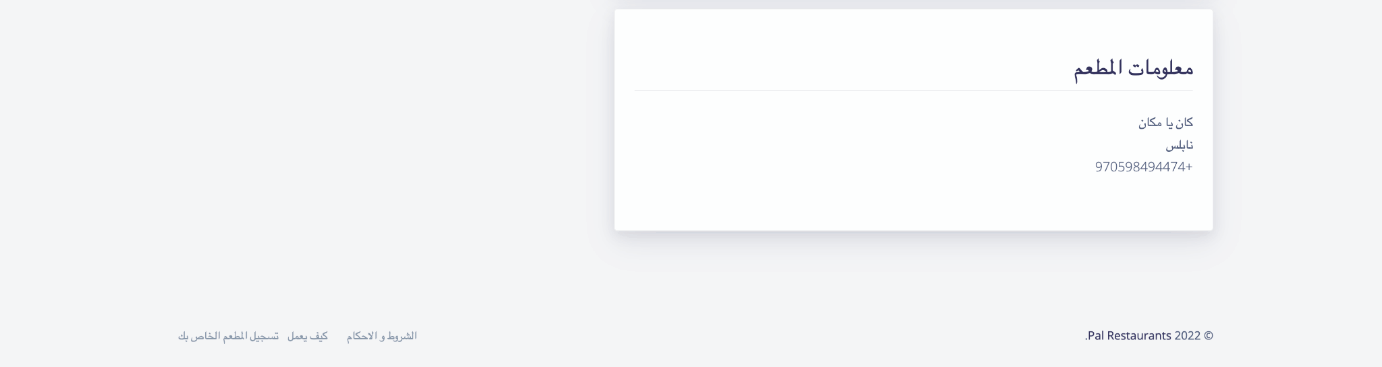 معلومات المطعم
كان يا مكان
نابلس
+970598494474
© 2022 Pal Restaurants.
الشروط و الاحكام كيف يعمل تسجيل المطعم الخاص بك